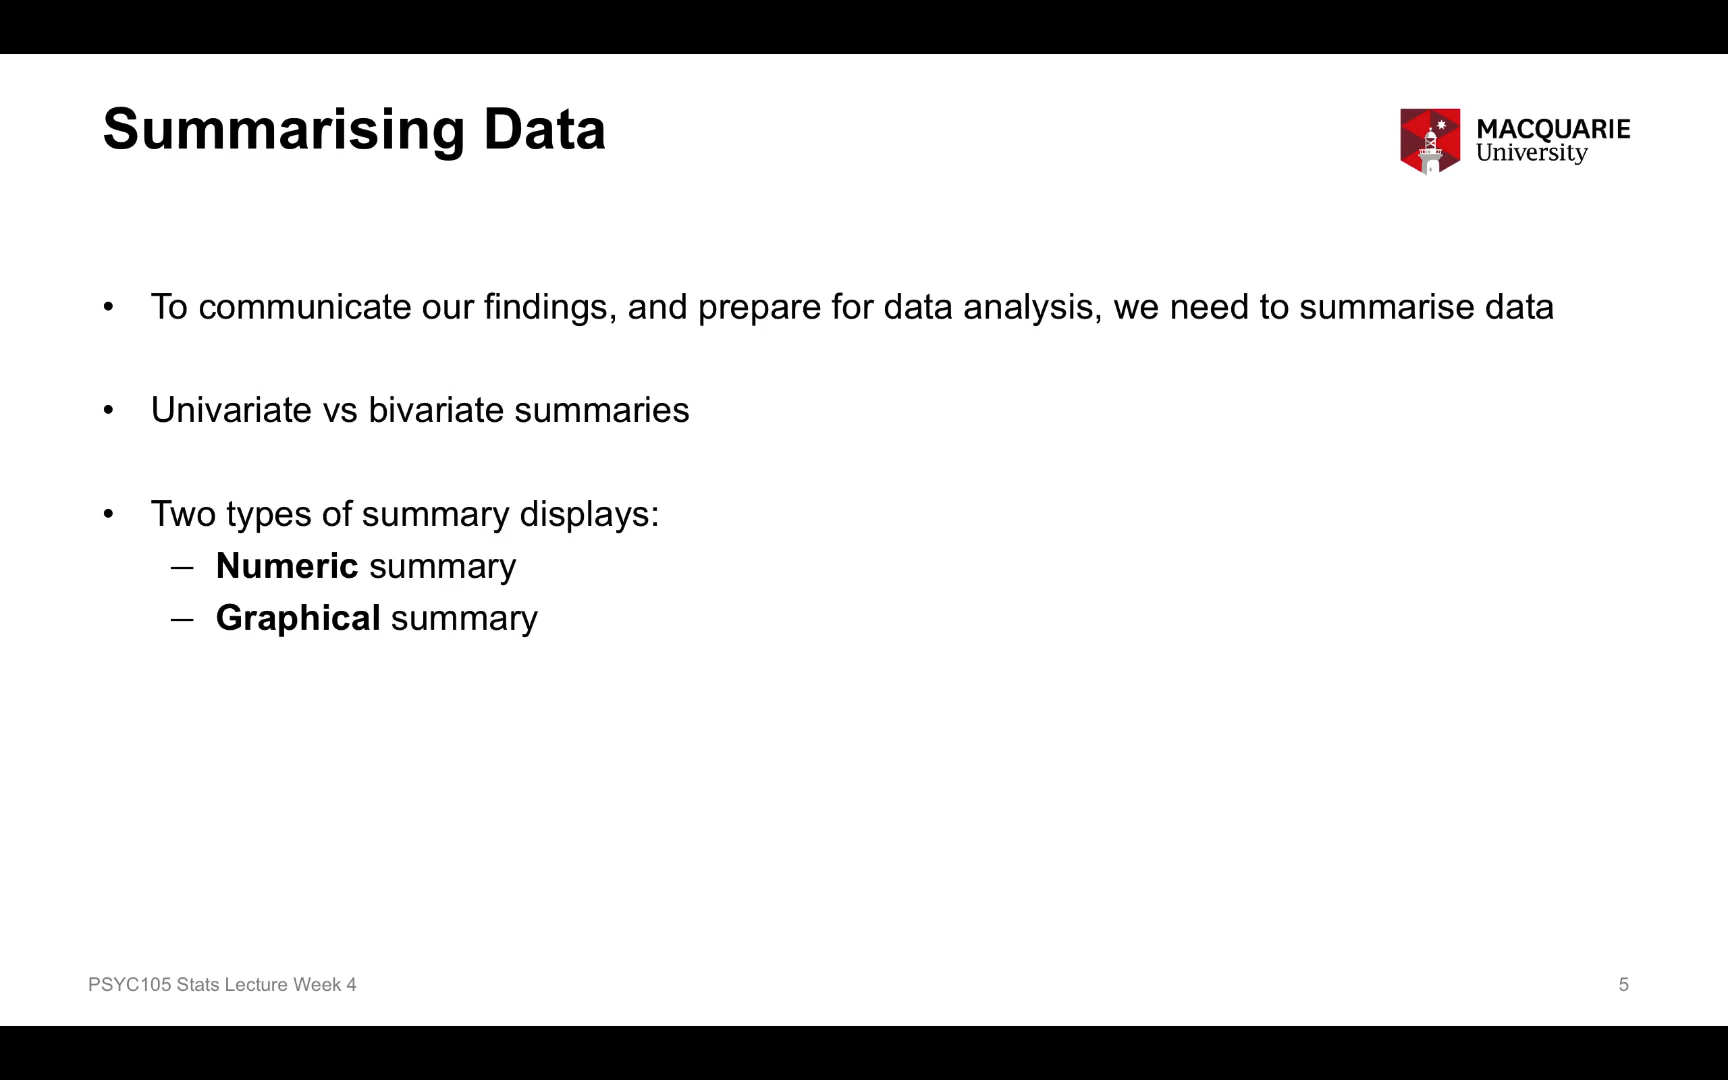 Summarising Data
MACQUARIE
University
• To communicate our findings, and prepare for data analysis, we need to summarise data
• Univariate vs bivariate summaries
• Two types of summary displays:
– Numeric summary
– Graphical summary
PSYC105 Stats Lecture Week 4
5